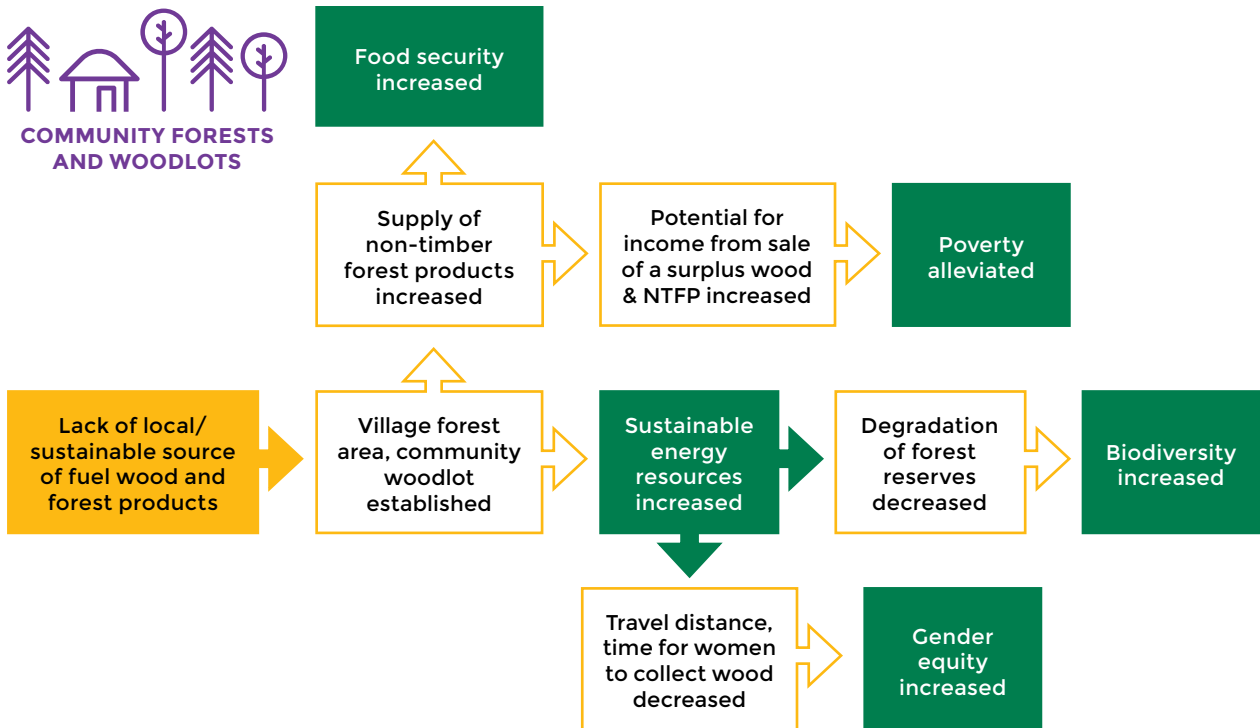 COMMUNITY FORESTS
AND WOODLOTS
Food security
increased
Supply of
non-timber
forest products
increased
Potential for
income from sale
of a surplus wood
& NTFP increased
Poverty
alleviated
Lack of local/
sustainable source
of fuel wood and
forest products
Village forest
area, community
woodlot
established
Sustainable
energy
resources
increased
Degradation
of forest
reserves
decreased
Biodiversity
increased
Travel distance,
time for women
to collect wood
decreased
Gender
equity
increased